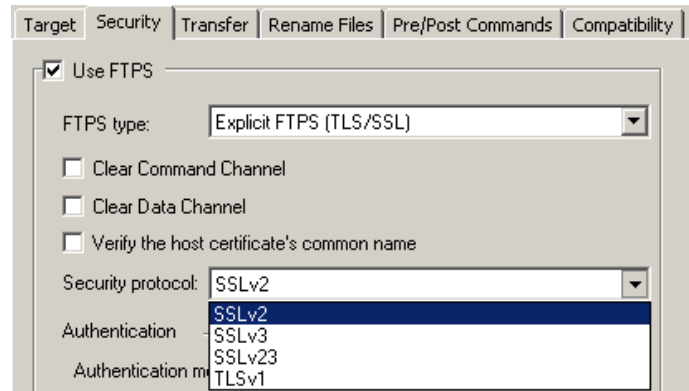 Target Security Transfer Rename Files Pre/Post Commands Compatibility
Use FTPS
FTPS type: Explicit FTPS (TLS/SSL)
Clear Command Channel
Clear Data Channel
Verify the host certificate's common name
Security protocol: SSLv2
SSLv2
Authentication
SSLv3
SSLv23
Authentication m
TLSv1